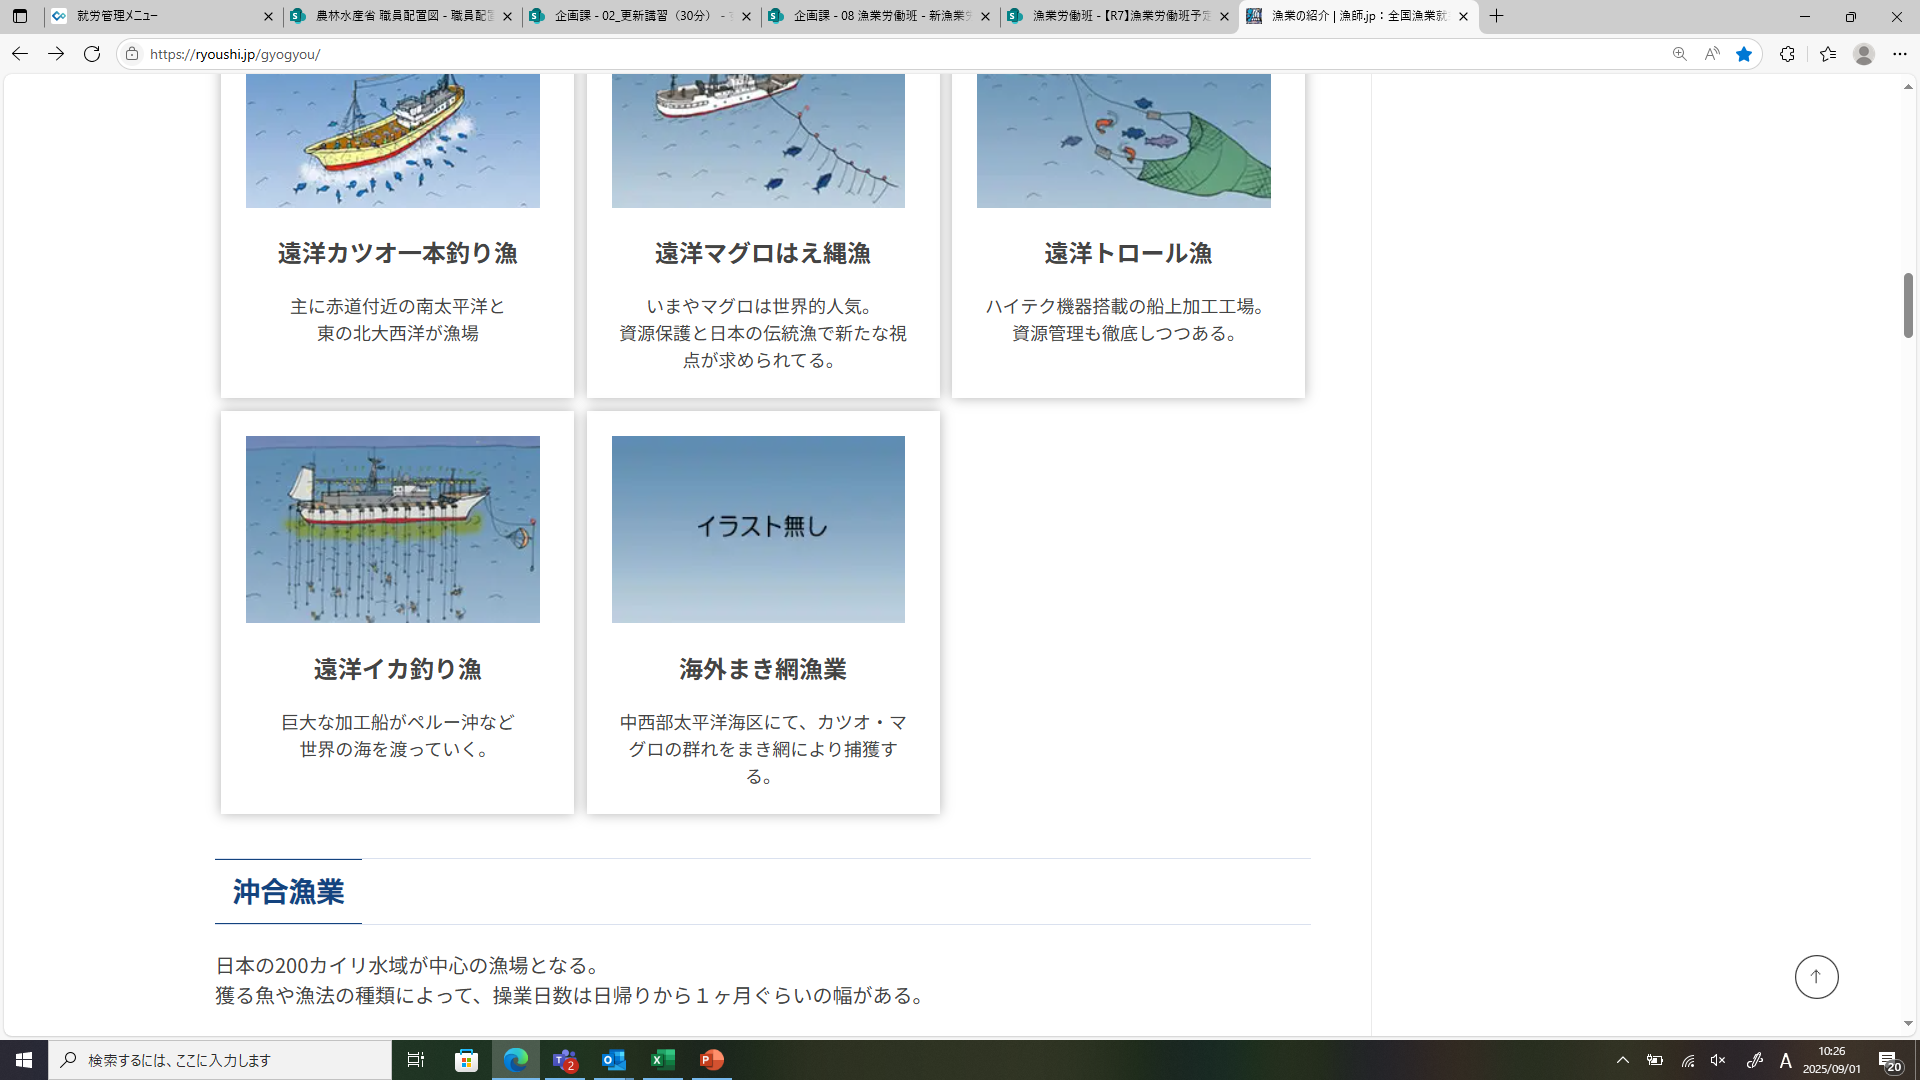 就労管理メニュー
農林水産省 職員配置図 - 職員配置
企画課 - 02_更新講習（30分） -
企画課 - 08 漁業労働班 - 新漁業労
漁業労働班 - 【R7】漁業労働班予定
漁業の紹介 | 漁師.jp：全国漁業就
https://ryoushi.jp/gyogyou/
遠洋カツオ一本釣り漁
主に赤道付近の南太平洋と
東の北大西洋が漁場
遠洋マグロはえ縄漁
いまやマグロは世界的人気。
資源保護と日本の伝統漁で新たな視
点が求められてる。
遠洋トロール漁
ハイテク機器搭載の船上加工工場。
資源管理も徹底しつつある。
遠洋イカ釣り漁
巨大な加工船がペルー沖など
世界の海を渡っていく。
イラスト無し
海外まき網漁業
中西部太平洋海区にて、カツオ・マ
グロの群れをまき網により捕獲す
る。
沖合漁業
日本の200カイリ水域が中心の漁場となる。
獲る魚や漁法の種類によって、操業日数は日帰りから１ヶ月ぐらいの幅がある。
検索するには、ここに入力します
2
A
10:26
2025/09/01
20